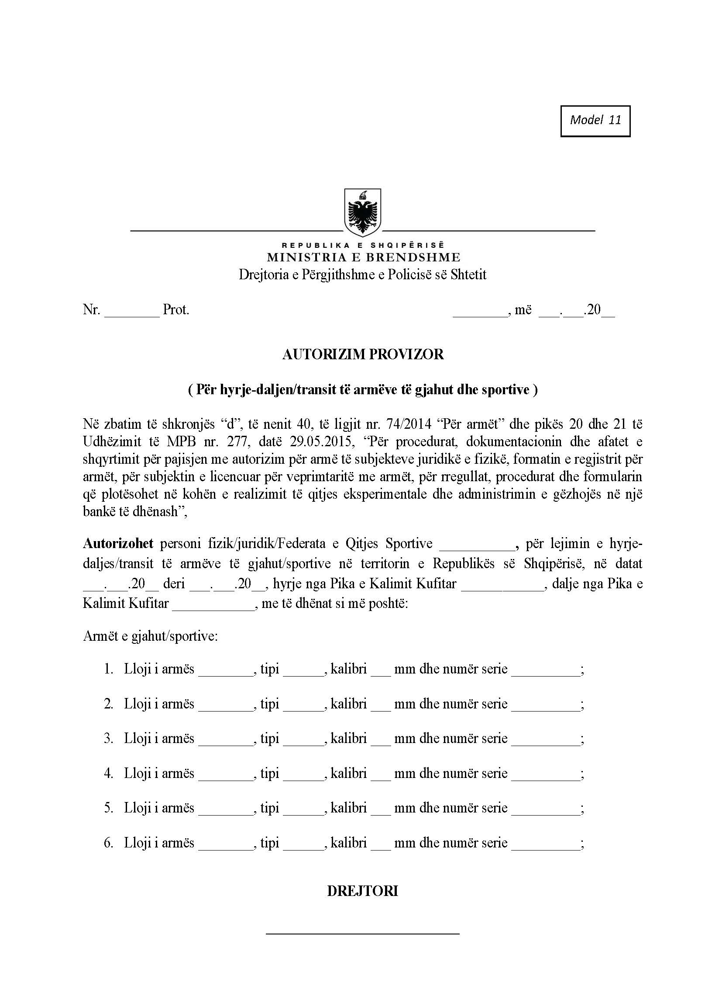 Model 11
REPUBLIKA E SHQIPËRISË
MINISTRIA E BRENDSHME
Drejtoria e Përgjithshme e Policisë së Shtetit
Nr. ________ Prot. ________, më ___.___.20__
AUTORIZIM PROVIZOR
( Për hyrje-daljen/transit të armëve të gjahut dhe sportive )
Në zbatim të shkronjës “d”, të nenit 40, të ligjit nr. 74/2014 “Për armët” dhe pikës 20 dhe 21 të
Udhëzimit të MPB nr. 277, datë 29.05.2015, “Për procedurat, dokumentacionin dhe afatet e
shqyrtimit për pajisjen me autorizim për armë të subjekteve juridikë e fizikë, formatin e regjistrit për
armët, për subjektin e licencuar për veprimtaritë me armët, për rregullat, procedurat dhe formularin
që plotësohet në kohën e realizimit të qitjes eksperimentale dhe administrimin e gëzhojës në një
bankë të dhënash”,
Autorizohet personi fizik/juridik/Federata e Qitjes Sportive ___________, për lejimin e hyrje-
daljes/transit të armëve të gjahut/sportive në territorin e Republikës së Shqipërisë, në datat
___.___.20__ deri ___.___.20__, hyrje nga Pika e Kalimit Kufitar ____________, dalje nga Pika e
Kalimit Kufitar ____________, me të dhënat si më poshtë:
Armët e gjahut/sportive:
1. Lloji i armës ________, tipi ______, kalibri ___ mm dhe numër serie __________;
2. Lloji i armës ________, tipi ______, kalibri ___ mm dhe numër serie __________;
3. Lloji i armës ________, tipi ______, kalibri ___ mm dhe numër serie __________;
4. Lloji i armës ________, tipi ______, kalibri ___ mm dhe numër serie __________;
5. Lloji i armës ________, tipi ______, kalibri ___ mm dhe numër serie __________;
6. Lloji i armës ________, tipi ______, kalibri ___ mm dhe numër serie __________;
DREJTORI
____________________________